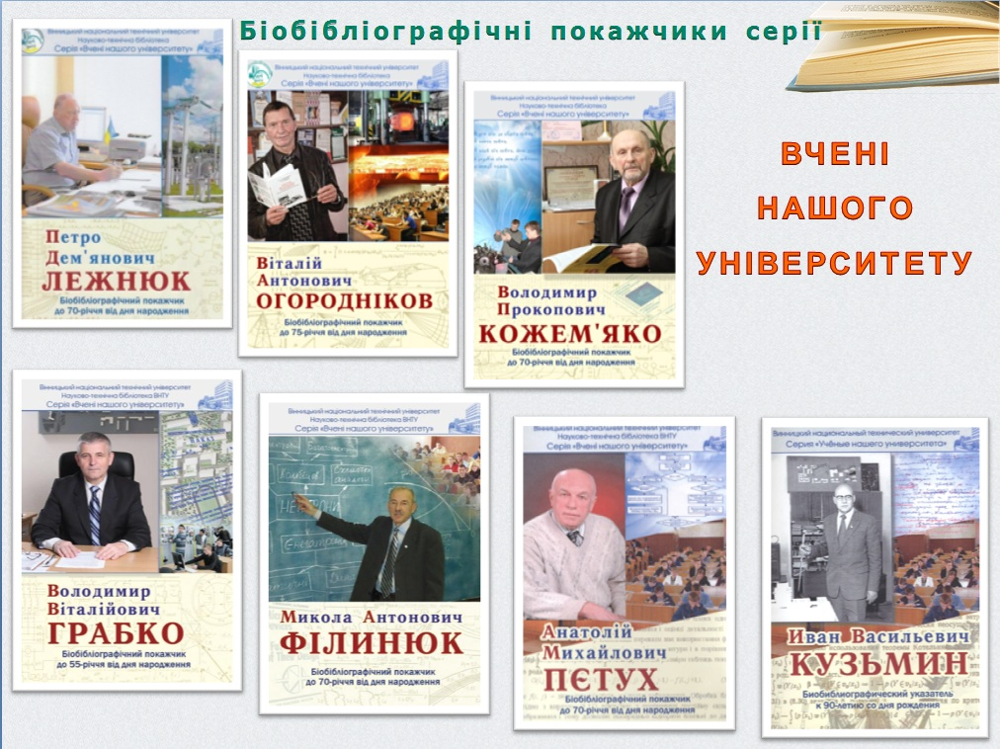 Біобібліографічні покажчики серії
ВЧЕНІ
НАШОГО
УНІВЕРСИТЕТУ
Вінницький національний технічний університет
Науково-технічна бібліотека
Серія «Вчені нашого університету»
Петро
Дем'янович
ЛЕЖНЮК
Біобібліографічний покажчик
до 70-річчя від дня народження
Вінницький національний технічний університет
Науково-технічна бібліотека
Серія «Вчені нашого університету»
Віталій
Антонович
ОГОРОДНІКОВ
Біобібліографічний покажчик
до 75-річчя від дня народження
Вінницький національний технічний університет
Науково-технічна бібліотека
Серія «Вчені нашого університету»
Володимир
Прокопович
КОЖЕМ'ЯКО
Біобібліографічний покажчик
до 70-річчя від дня народження
Вінницький національний технічний університет
Науково-технічна бібліотека ВНТУ
Серія «Вчені нашого університету»
Володимир
Віталійович
ГРАБКО
Біобібліографічний покажчик
до 55-річчя від дня народження
Вінницький національний технічний університет
Науково-технічна бібліотека ВНТУ
Серія «Вчені нашого університету»
Микола Антонович
ФІЛИНЮК
Біобібліографічний покажчик
до 70-річчя від дня народження
Вінницький національний технічний університет
Науково-технічна бібліотека ВНТУ
Серія «Вчені нашого університету»
Анатолій
Михайлович
ПЄТУХ
Біобібліографічний покажчик
до 70-річчя від дня народження
Винницкий национальный технический университет
Серия «Учёные нашего университета»
Иван Васильевич
КУЗЬМИН
Биобиблиографический указатель
к 90-летию со дня рождения